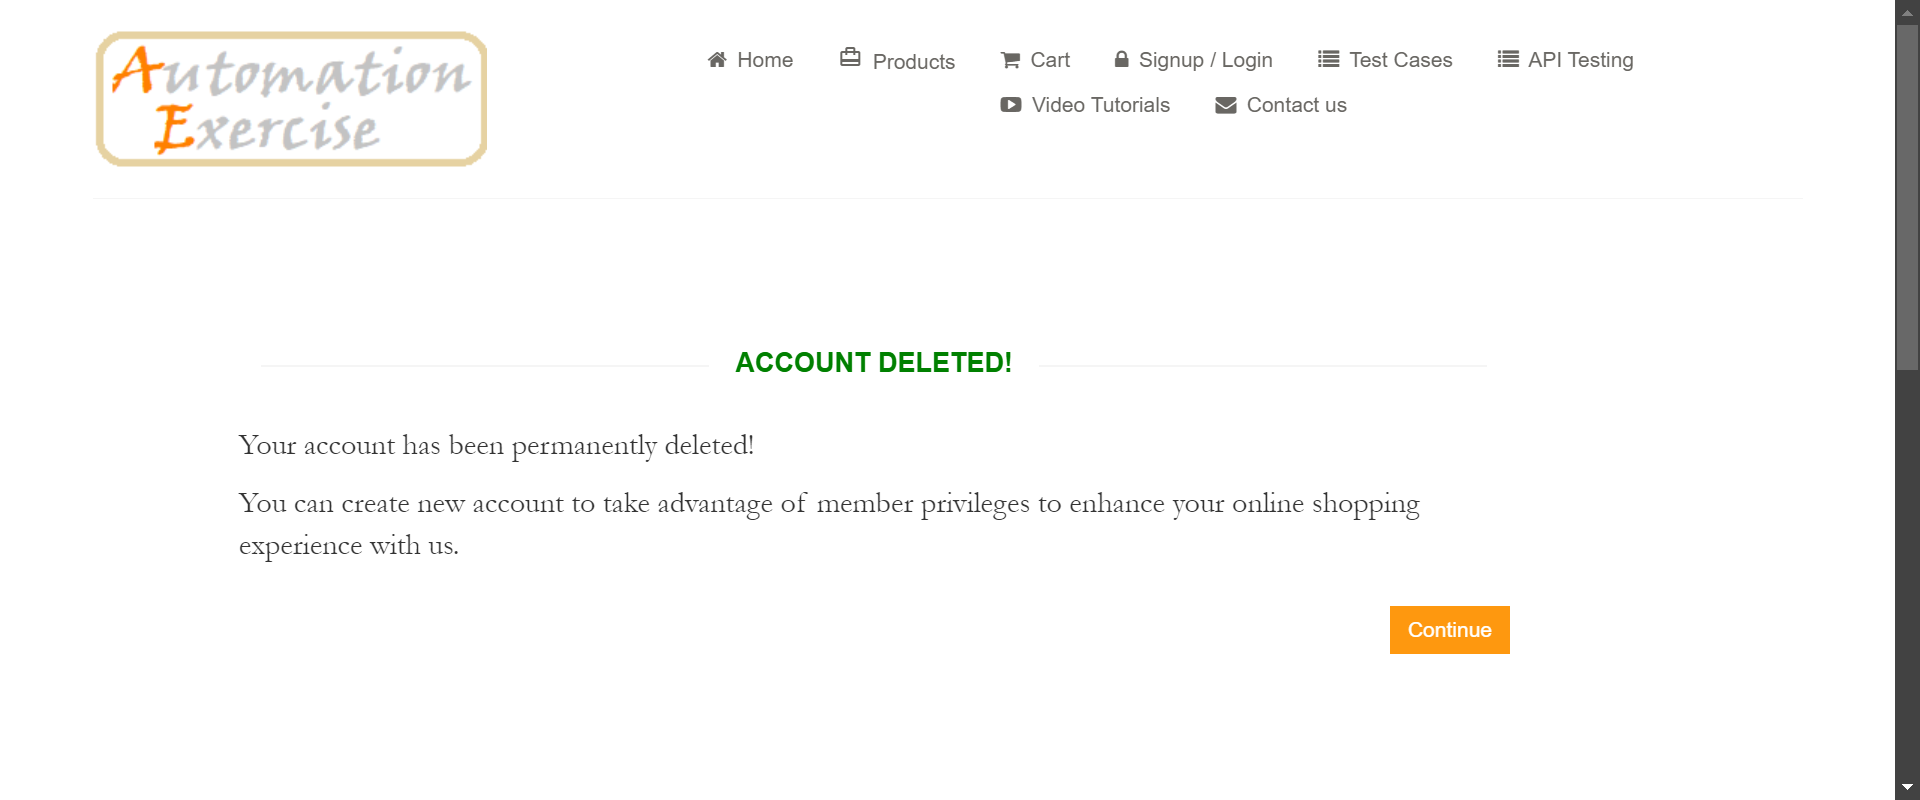 Automation
Exercise
Home Products Cart Signup / Login Test Cases API Testing
Video Tutorials Contact us
ACCOUNT DELETED!
Your account has been permanently deleted!
You can create new account to take advantage of member privileges to enhance your online shopping
experience with us.
Continue